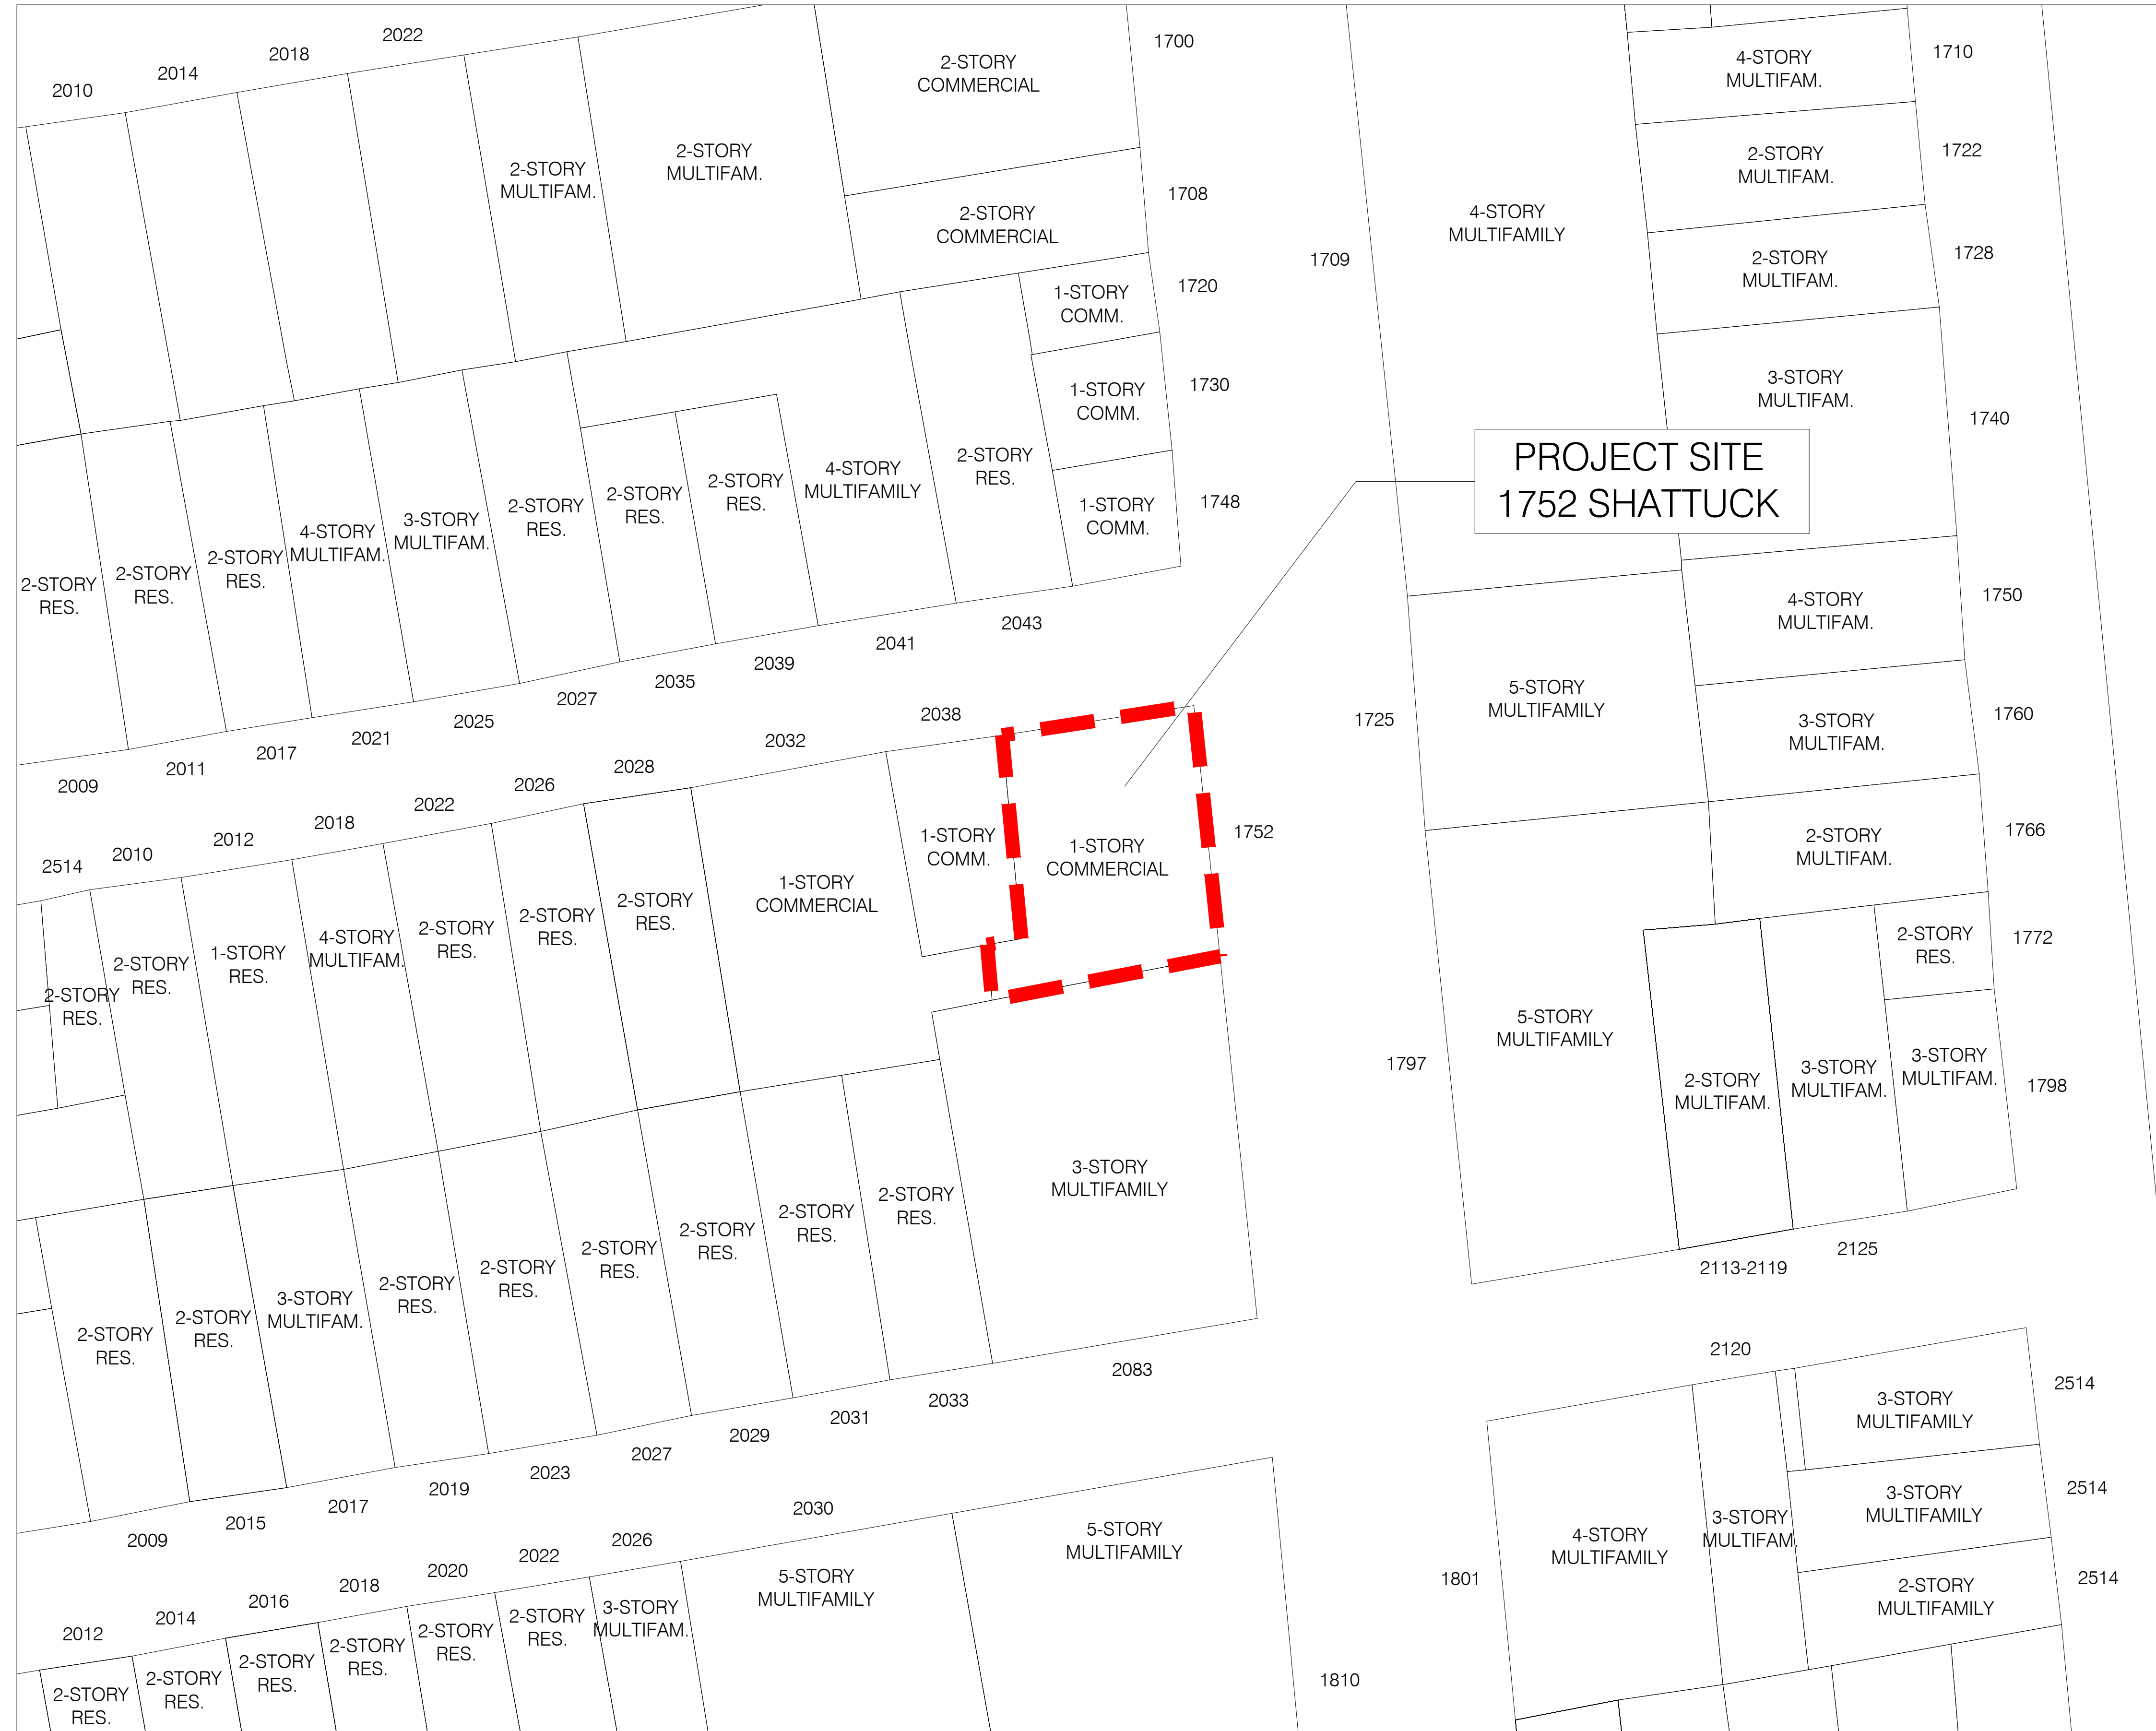 2010
2014
2018
2022
2-STORY
MULTIFAM.
2-STORY
MULTIFAM.
2-STORY
COMMERCIAL
1700
2-STORY
COMMERCIAL
1708
1-STORY
COMM.
1720
1-STORY
COMM.
1730
1-STORY
COMM.
1748
2-STORY
RES.
2-STORY
RES.
2-STORY
RES.
4-STORY
MULTIFAM.
3-STORY
MULTIFAM.
2-STORY
RES.
2-STORY
RES.
2-STORY
RES.
4-STORY
MULTIFAMILY
2-STORY
RES.
2009
2011
2017
2021
2025
2027
2035
2039
2041
2043
1709
4-STORY
MULTIFAMILY
4-STORY
MULTIFAM.
1710
2-STORY
MULTIFAM.
1722
2-STORY
MULTIFAM.
1728
3-STORY
MULTIFAM.
1740
PROJECT SITE
1752 SHATTUCK
4-STORY
MULTIFAM.
1750
5-STORY
MULTIFAMILY
1725
3-STORY
MULTIFAM.
1760
2-STORY
MULTIFAM.
1766
2-STORY
RES.
1772
5-STORY
MULTIFAMILY
1797
2-STORY
MULTIFAM.
3-STORY
MULTIFAM.
3-STORY
MULTIFAM.
1798
2113-2119
2125
2514
2010
2012
2018
2022
2026
2028
2032
2038
2-STORY
RES.
2-STORY
RES.
1-STORY
RES.
4-STORY
MULTIFAM.
2-STORY
RES.
2-STORY
RES.
2-STORY
RES.
1-STORY
COMMERCIAL
1-STORY
COMM.
1-STORY
COMMERCIAL
1752
2-STORY
RES.
2-STORY
RES.
3-STORY
MULTIFAM.
2-STORY
RES.
2-STORY
RES.
2-STORY
RES.
2-STORY
RES.
2-STORY
RES.
2-STORY
RES.
3-STORY
MULTIFAMILY
2009
2015
2017
2019
2023
2027
2029
2031
2033
2083
2012
2014
2016
2018
2020
2022
2026
2030
2-STORY
RES.
2-STORY
RES.
2-STORY
RES.
2-STORY
RES.
2-STORY
RES.
2-STORY
RES.
3-STORY
MULTIFAM.
5-STORY
MULTIFAMILY
5-STORY
MULTIFAMILY
1810
2120
1801
4-STORY
MULTIFAMILY
3-STORY
MULTIFAM.
3-STORY
MULTIFAMILY
2514
3-STORY
MULTIFAMILY
2514
2-STORY
MULTIFAMILY
2514